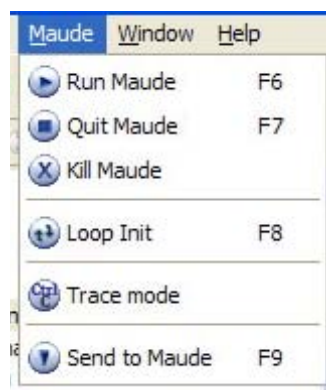 Maude Window Help
Run Maude F6
Quit Maude F7
Kill Maude
Loop Init F8
Trace mode
Send to Maude F9